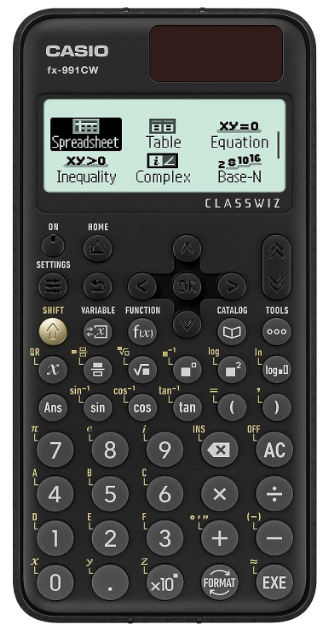 CASIO
fx-991CW
Spreadsheet Table Equation
XY=0
XY>0 i 2 8 10 16
Inequality Complex Base-N
CLASSWIZ
ON HOME
SETTINGS
OK
SHIFT VARIABLE FUNCTION CATALOG TOOLS
x f(x)
QR log ln
x √ log
sin⁻¹ cos⁻¹ tan⁻¹ = ,
Ans sin cos tan ( )
π e i INS OFF
7 8 9 AC
A B C
4 5 6 × ÷
D E F ° ′ ″ (−)
1 2 3 + −
x y z ≈
0 . ×10 FORMAT EXE